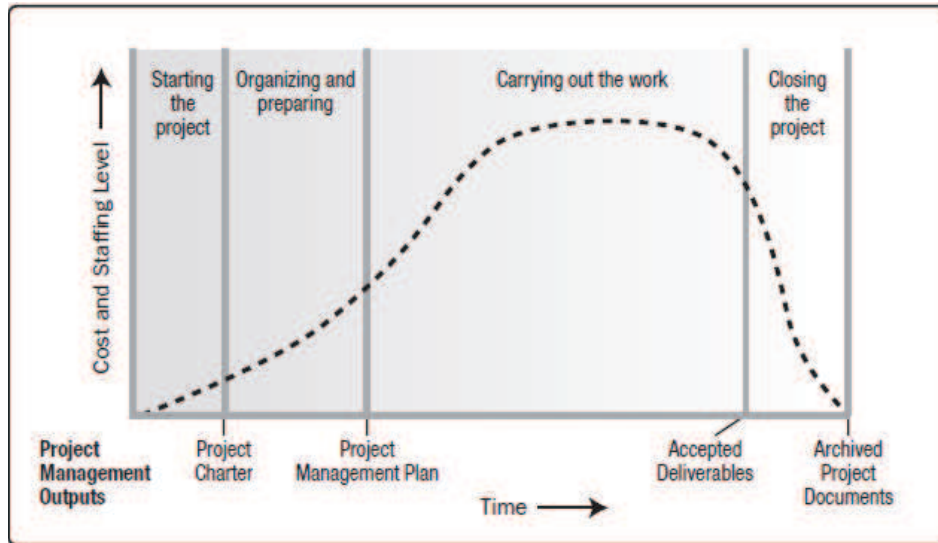 Starting
the
project
Organizing and
preparing
Carrying out the work
Closing
the
project
Cost and Staffing Level
Project
Management
Outputs
Project
Charter
Project
Management Plan
Accepted
Deliverables
Archived
Project
Documents
Time